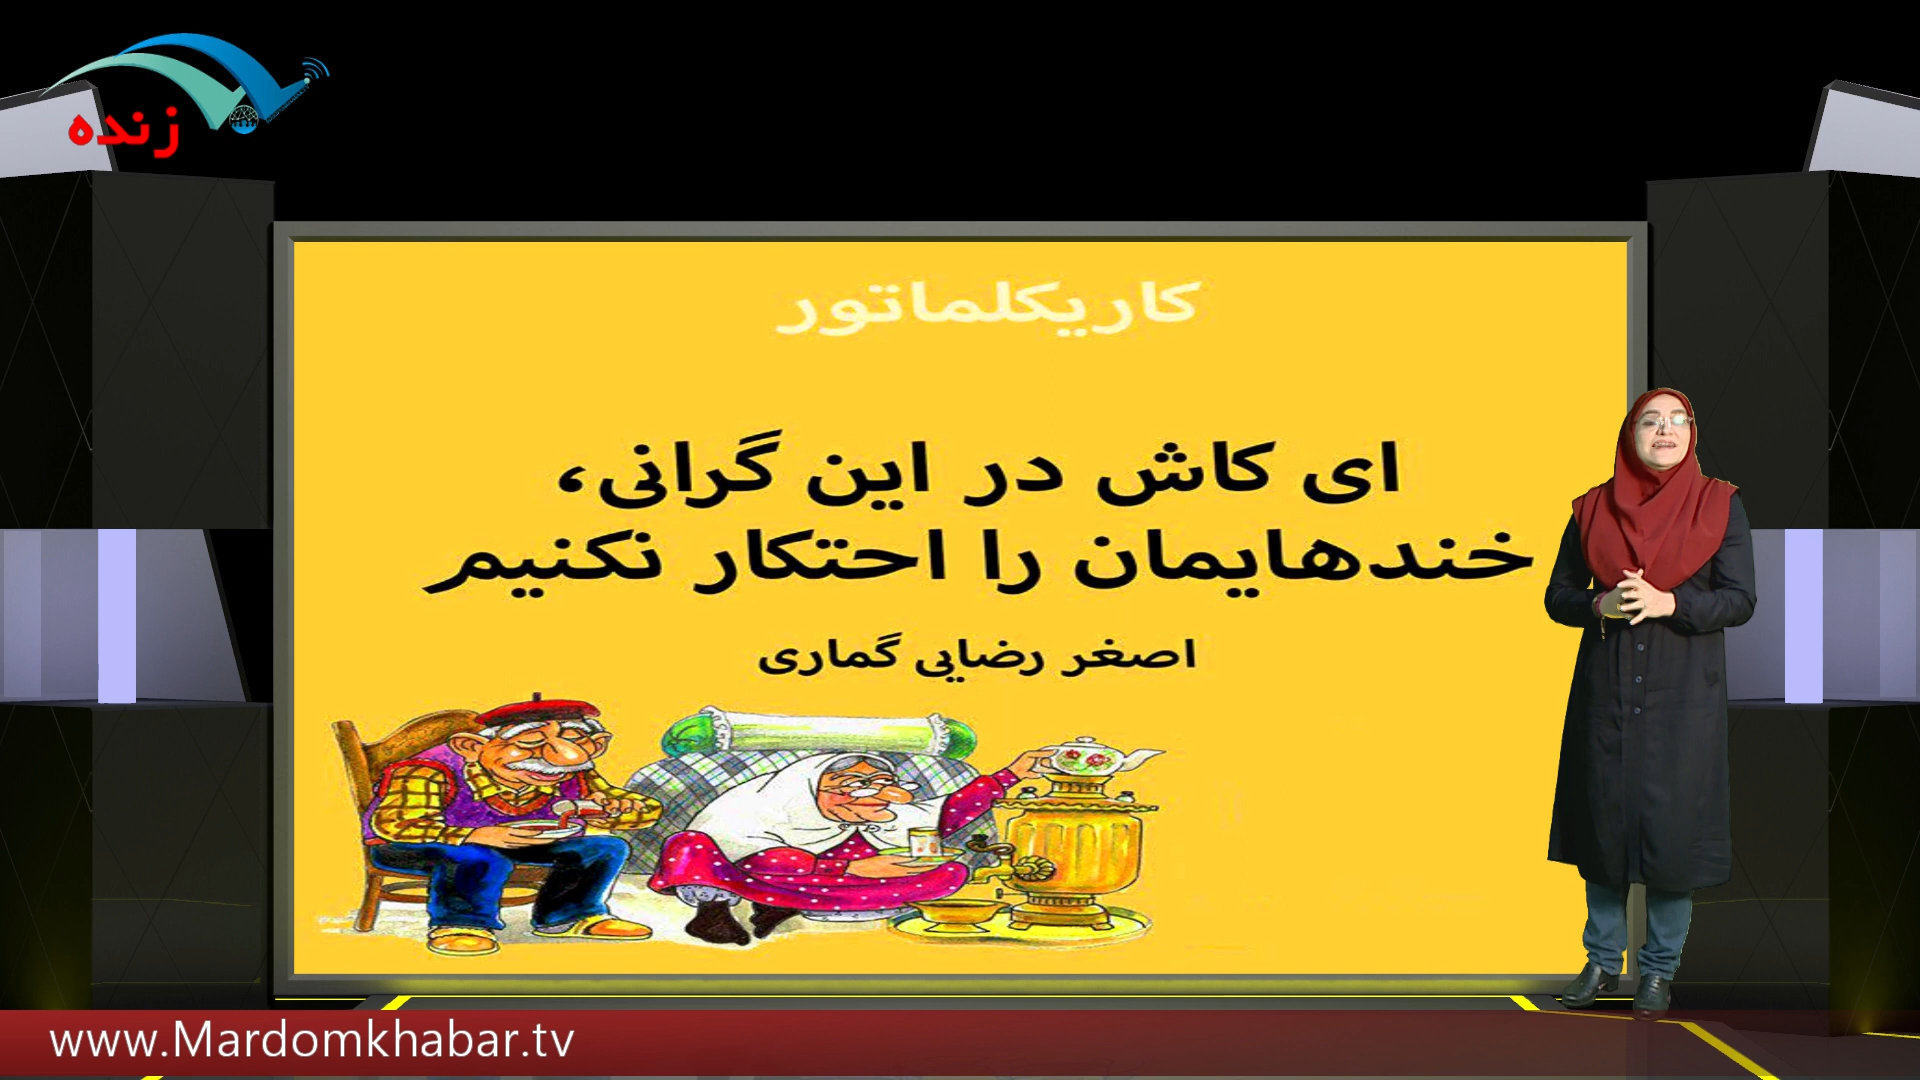 زنده
کاریکلماتور
ای کاش در این گرانی،
خندهایمان را احتکار نکنیم
اصغر رضایی گماری
www.Mardomkhabar.tv